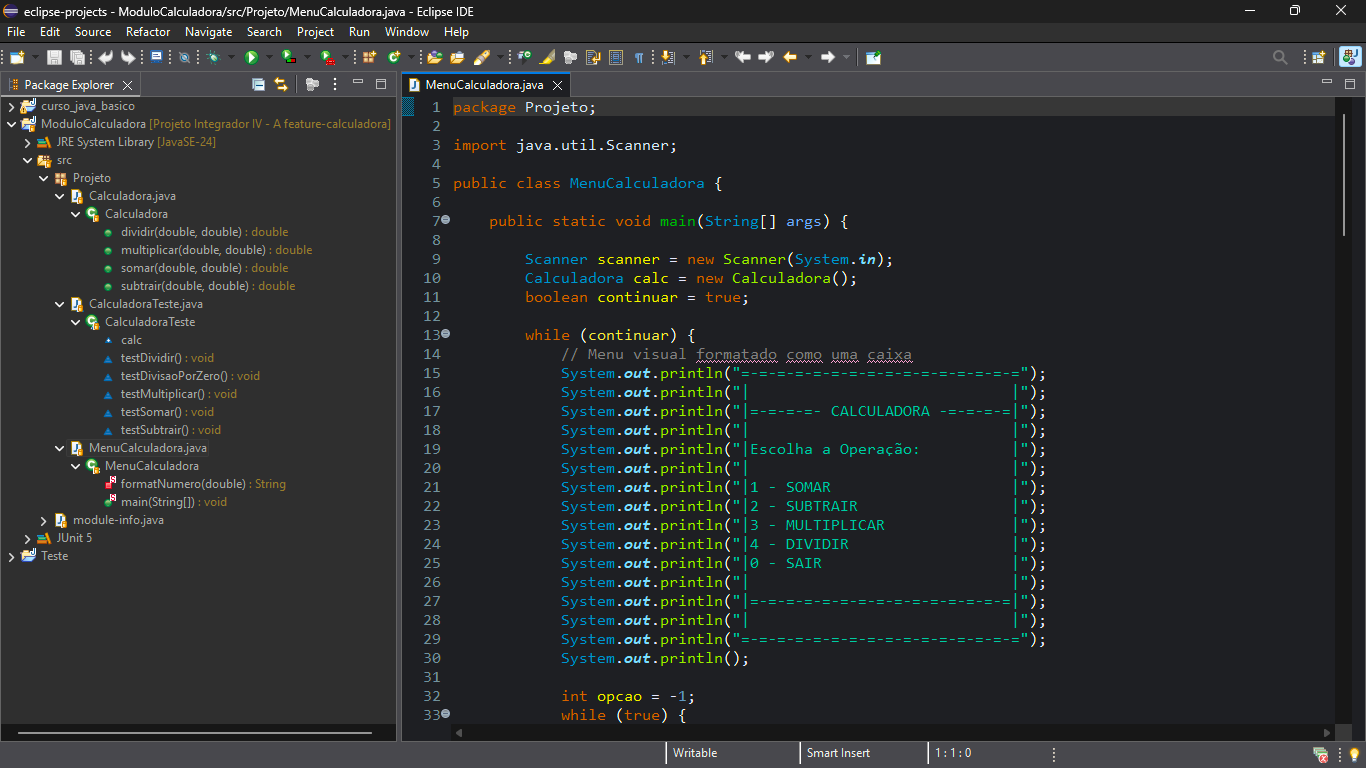 eclipse-projects - ModuloCalculadora/src/Projeto/MenuCalculadora.java - Eclipse IDE
File Edit Source Refactor Navigate Search Project Run Window Help
Package Explorer
curso_java_basico
ModuloCalculadora [Projeto Integrador IV - A feature-calculadora]
JRE System Library [JavaSE-24]
src
Projeto
Calculadora.java
Calculadora
dividir(double, double) : double
multiplicar(double, double) : double
somar(double, double) : double
subtrair(double, double) : double
CalculadoraTeste.java
CalculadoraTeste
calc
testDividir() : void
testDivisaoPorZero() : void
testMultiplicar() : void
testSomar() : void
testSubtrair() : void
MenuCalculadora.java
MenuCalculadora
formatNumero(double) : String
main(String[]) : void
module-info.java
JUnit 5
Teste
MenuCalculadora.java
1 package Projeto;
2
3 import java.util.Scanner;
4
5 public class MenuCalculadora {
6
7     public static void main(String[] args) {
8
9         Scanner scanner = new Scanner(System.in);
10         Calculadora calc = new Calculadora();
11         boolean continuar = true;
12
13         while (continuar) {
14             // Menu visual formatado como uma caixa
15             System.out.println("=-=-=-=-=-=-=-=-=-=-=-=-=-=-=-=");
16             System.out.println("|                             |");
17             System.out.println("|=-=-=-=- CALCULADORA -=-=-=-=|");
18             System.out.println("|                             |");
19             System.out.println("|Escolha a Operação:          |");
20             System.out.println("|                             |");
21             System.out.println("|1 - SOMAR                    |");
22             System.out.println("|2 - SUBTRAIR                 |");
23             System.out.println("|3 - MULTIPLICAR              |");
24             System.out.println("|4 - DIVIDIR                  |");
25             System.out.println("|0 - SAIR                     |");
26             System.out.println("|                             |");
27             System.out.println("|=-=-=-=-=-=-=-=-=-=-=-=-=-=-=|");
28             System.out.println("|                             |");
29             System.out.println("=-=-=-=-=-=-=-=-=-=-=-=-=-=-=-=");
30             System.out.println();
31
32             int opcao = -1;
33             while (true) {
Writable Smart Insert 1 : 1 : 0